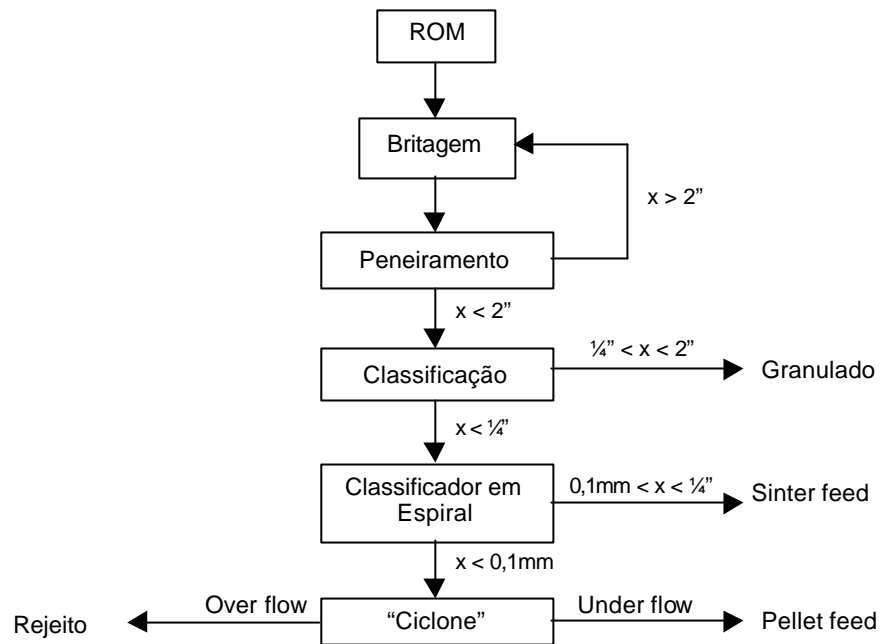 ROM
Britagem
x > 2”
Peneiramento
x < 2”
¼” < x < 2”
Classificação
Granulado
x < ¼”
Classificador em
Espiral
0,1mm < x < ¼”
Sinter feed
x < 0,1mm
Rejeito
Over flow
“Ciclone”
Under flow
Pellet feed